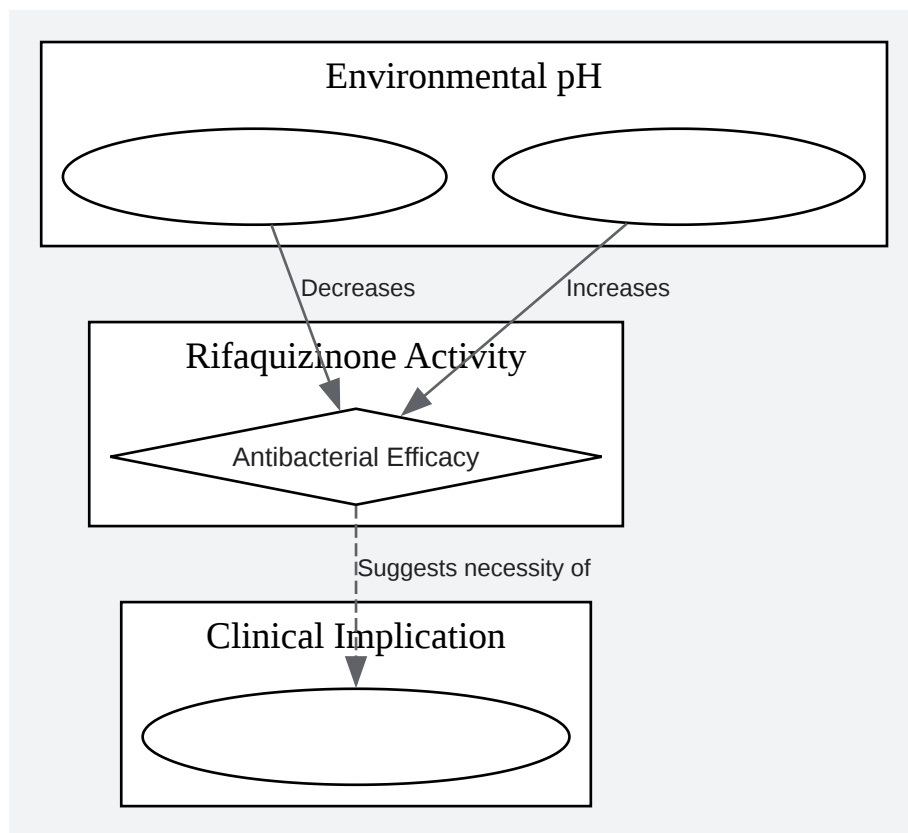 Environmental pH
Decreases
Increases
Rifaquizinone Activity
Antibacterial Efficacy
Suggests necessity of
Clinical Implication